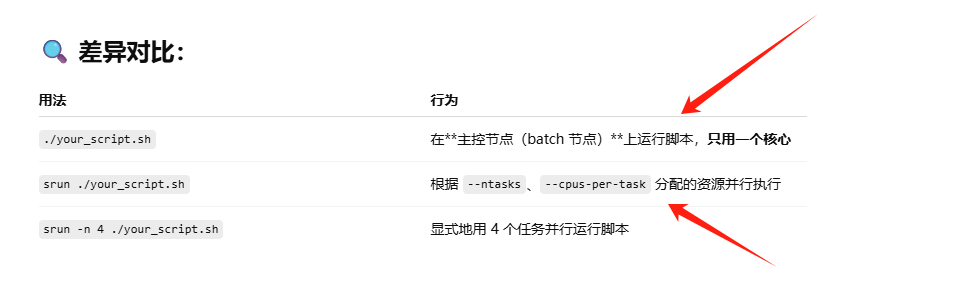 🔍 差异对比：
用法 行为
./your_script.sh 在**主控节点（batch 节点）**上运行脚本，只用一个核心
srun ./your_script.sh 根据 --ntasks、--cpus-per-task 分配的资源并行执行
srun -n 4 ./your_script.sh 显式地用 4 个任务并行运行脚本